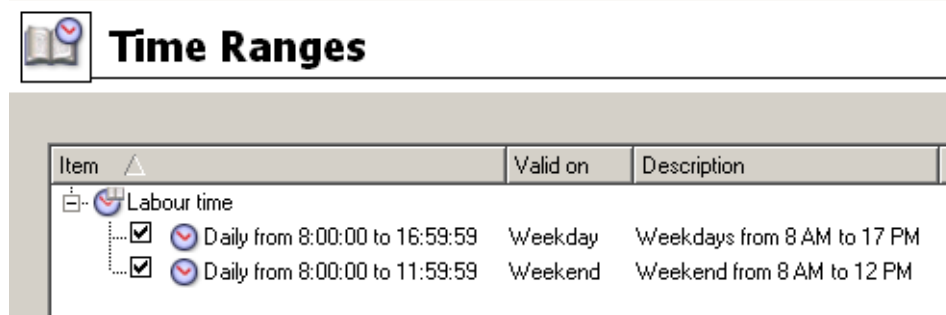 Time Ranges
Item Valid on Description
Labour time
Daily from 8:00:00 to 16:59:59 Weekday Weekdays from 8 AM to 17 PM
Daily from 8:00:00 to 11:59:59 Weekend Weekend from 8 AM to 12 PM